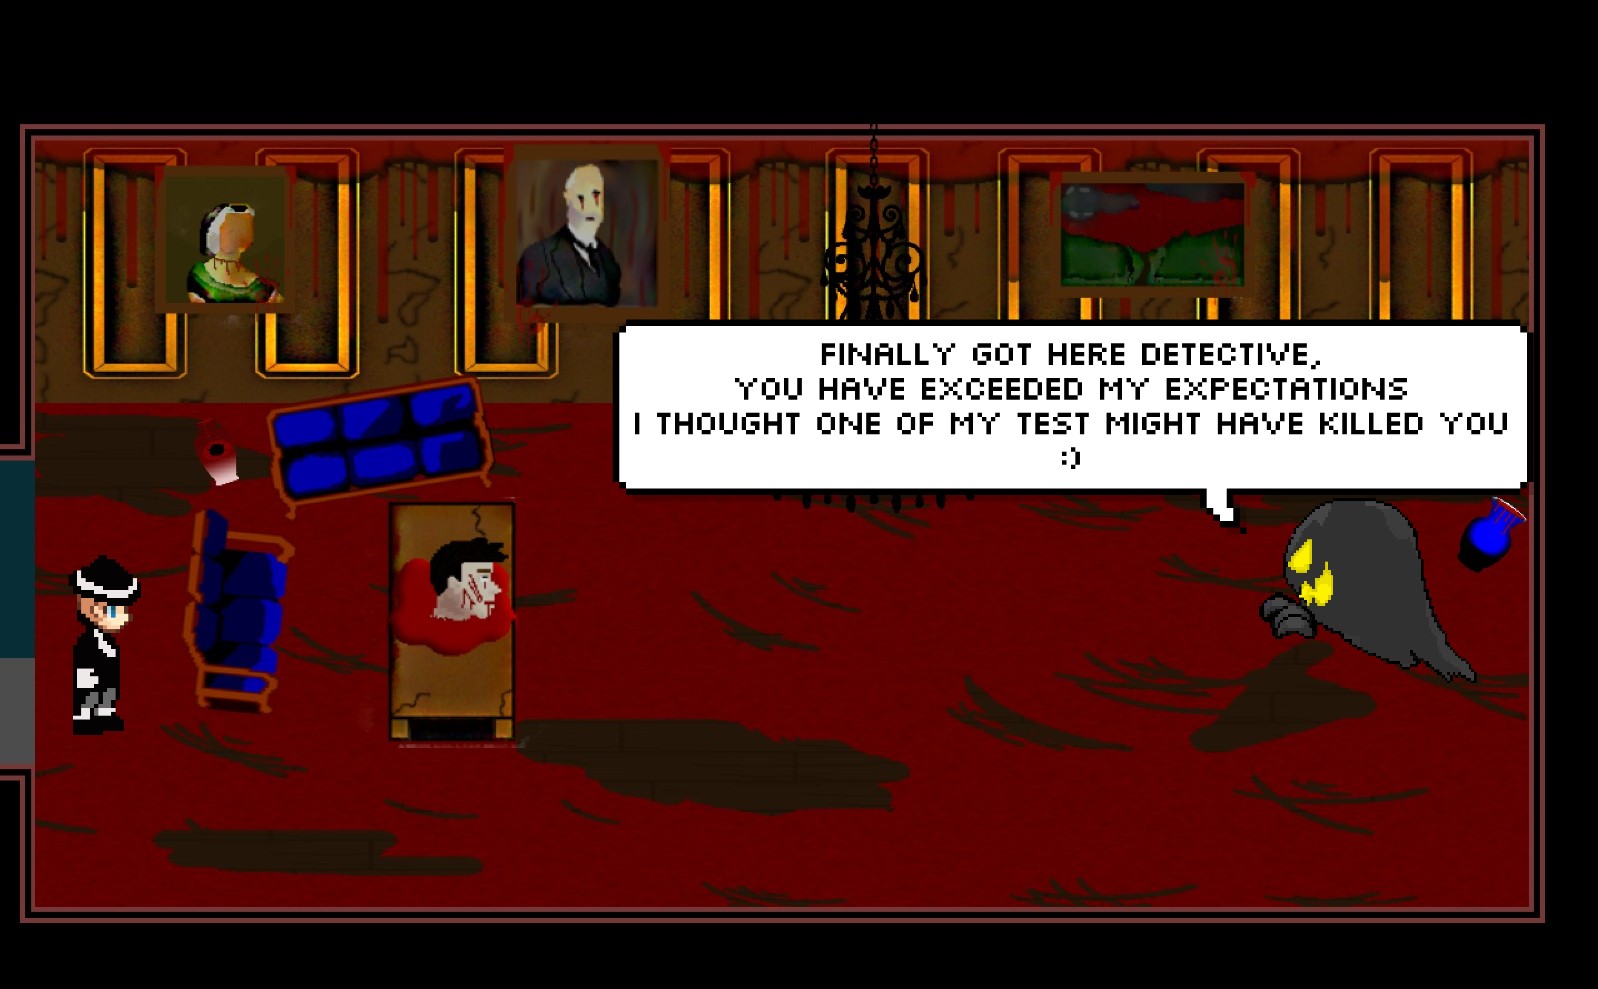 FINALLY GOT HERE DETECTIVE,
YOU HAVE EXCEEDED MY EXPECTATIONS
I THOUGHT ONE OF MY TEST MIGHT HAVE KILLED YOU
:)